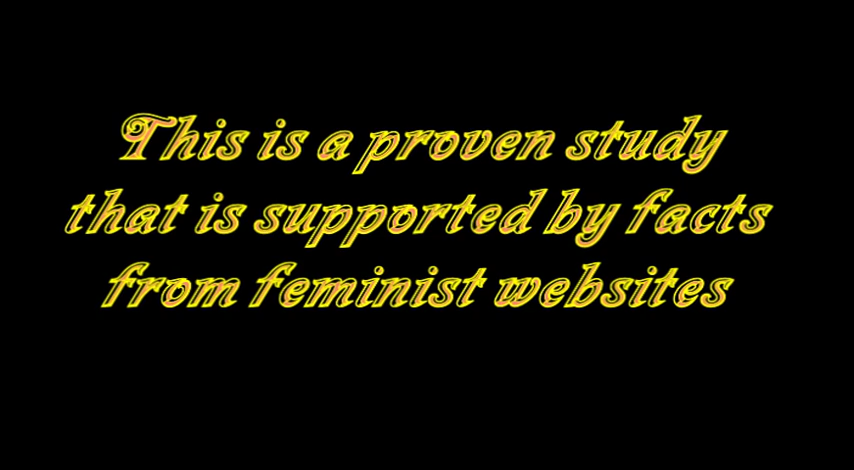 This is a proven study
that is supported by facts
from feminist websites